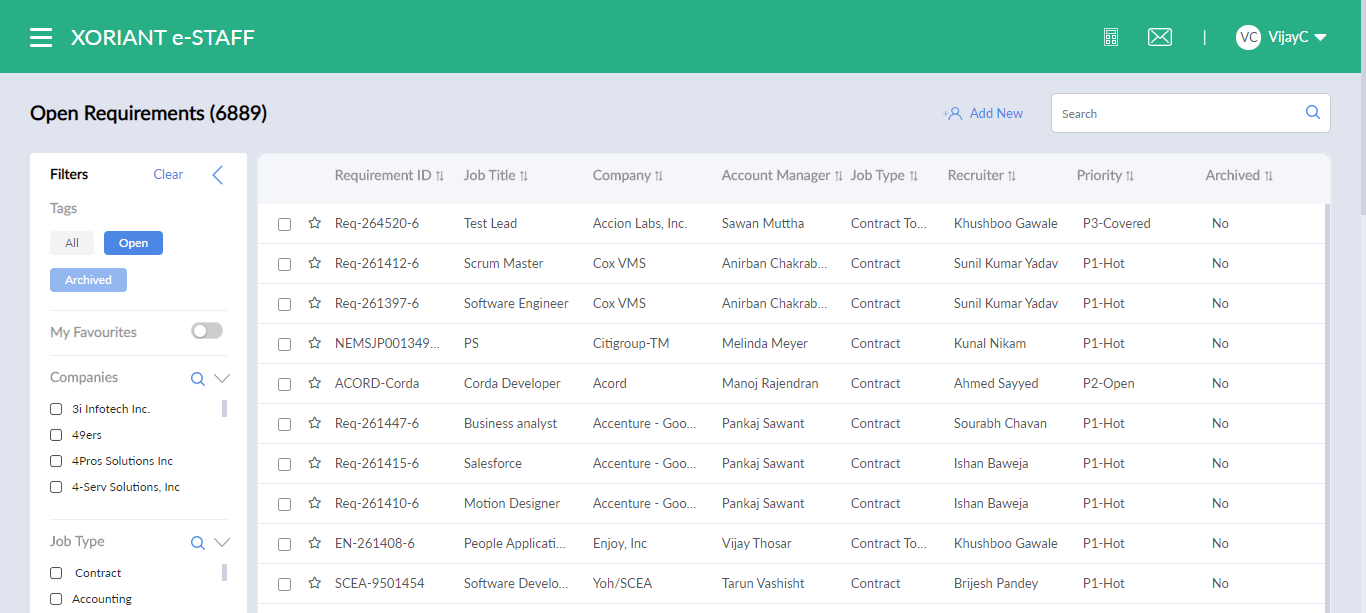 XORIANT e-STAFF
| VC VijayC
Open Requirements (6889)
Add New
Search
Filters Clear
Tags
All Open
Archived
My Favourites
Companies
3i Infotech Inc.
49ers
4Pros Solutions Inc
4-Serv Solutions, Inc
Job Type
Contract
Accounting
Requirement ID Job Title Company Account Manager Job Type Recruiter Priority Archived
Req-264520-6 Test Lead Accion Labs, Inc. Sawan Muttha Contract To... Khushboo Gawale P3-Covered No
Req-261412-6 Scrum Master Cox VMS Anirban Chakrab... Contract Sunil Kumar Yadav P1-Hot No
Req-261397-6 Software Engineer Cox VMS Anirban Chakrab... Contract Sunil Kumar Yadav P1-Hot No
NEMSJP001349... PS Citigroup-TM Melinda Meyer Contract Kunal Nikam P1-Hot No
ACORD-Corda Corda Developer Acord Manoj Rajendran Contract Ahmed Sayyed P2-Open No
Req-261447-6 Business analyst Accenture - Goo... Pankaj Sawant Contract Sourabh Chavan P1-Hot No
Req-261415-6 Salesforce Accenture - Goo... Pankaj Sawant Contract Ishan Baweja P1-Hot No
Req-261410-6 Motion Designer Accenture - Goo... Pankaj Sawant Contract Ishan Baweja P1-Hot No
EN-261408-6 People Applicati... Enjoy, Inc Vijay Thosar Contract To... Khushboo Gawale P1-Hot No
SCEA-9501454 Software Develo... Yoh/SCEA Tarun Vashisht Contract Brijesh Pandey P1-Hot No